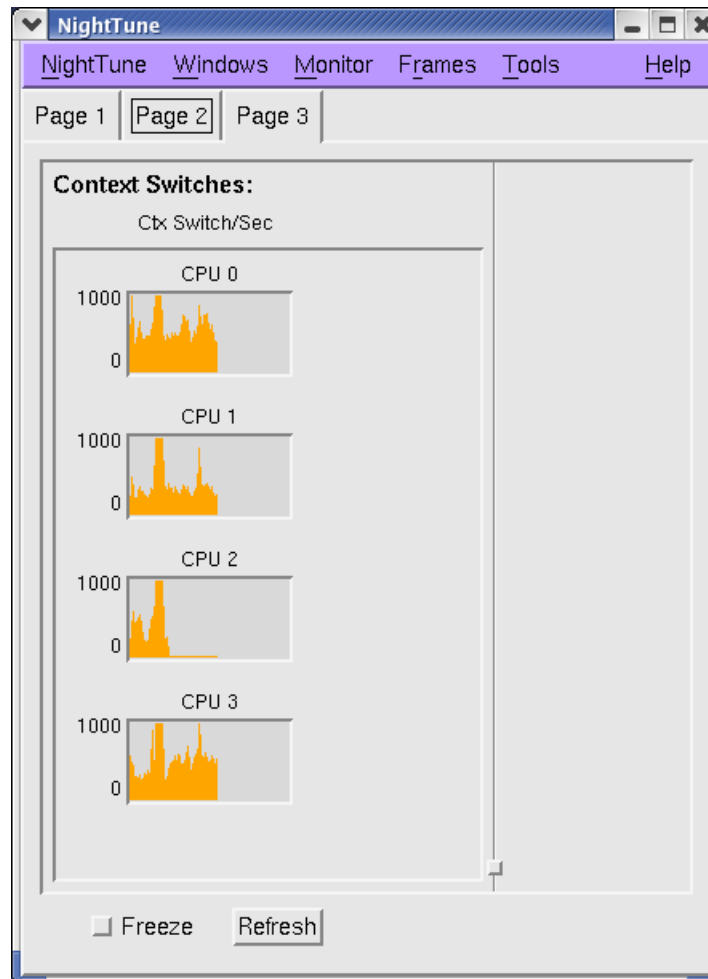 NightTune
NightTune Windows Monitor Frames Tools Help
Page 1 Page 2 Page 3
Context Switches:
Ctx Switch/Sec
CPU 0
1000
0
CPU 1
1000
0
CPU 2
1000
0
CPU 3
1000
0
Freeze Refresh